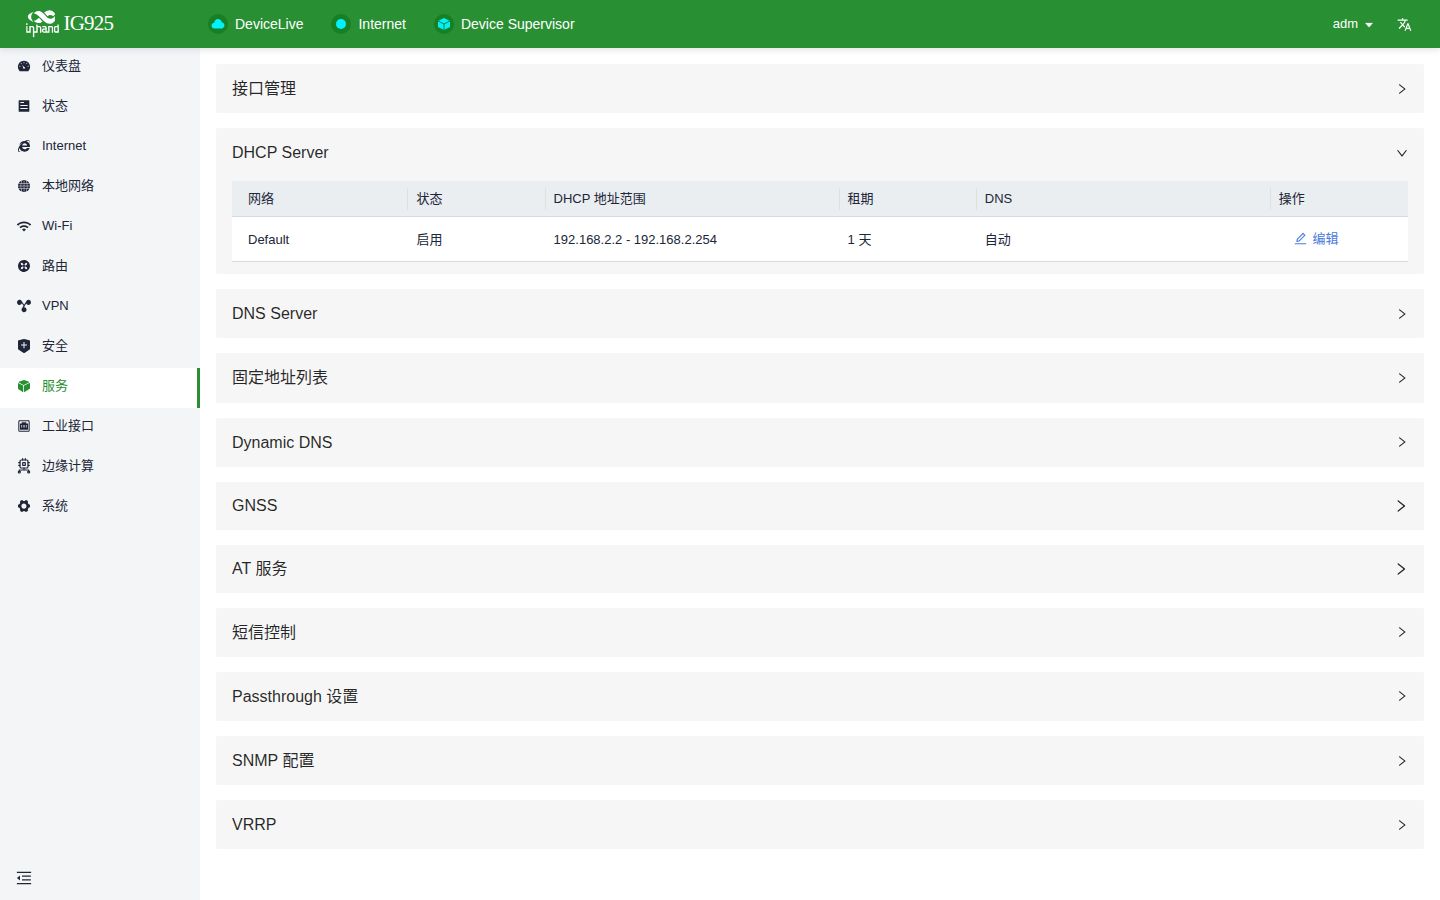 inhand IG925 DeviceLive Internet Device Supervisor adm
仪表盘
状态
Internet
本地网络
Wi-Fi
路由
VPN
安全
服务
工业接口
边缘计算
系统
接口管理
DHCP Server
网络 状态 DHCP 地址范围 租期 DNS 操作
Default 启用 192.168.2.2 - 192.168.2.254 1 天 自动 编辑
DNS Server
固定地址列表
Dynamic DNS
GNSS
AT 服务
短信控制
Passthrough 设置
SNMP 配置
VRRP